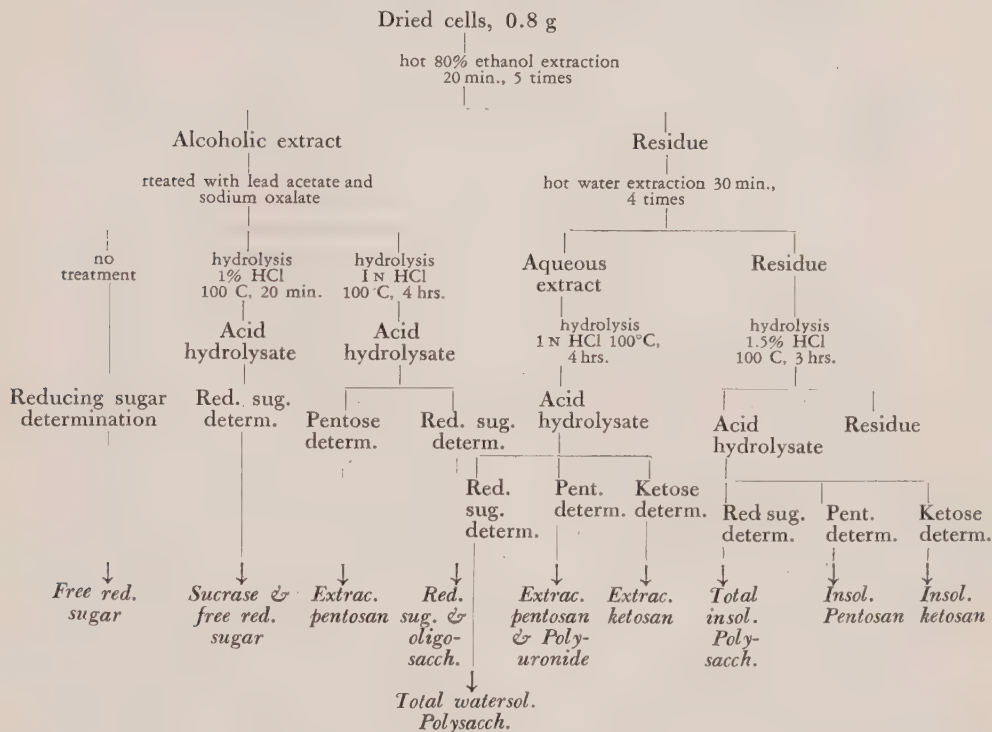 Dried cells, 0.8 g
hot 80% ethanol extraction
20 min., 5 times
Alcoholic extract
rteated with lead acetate and
sodium oxalate
Residue
hot water extraction 30 min.,
4 times
no
treatment
hydrolysis
1% HCl
100 C, 20 min.
hydrolysis
1 N HCl
100 C, 4 hrs.
Aqueous
extract
Residue
Acid
hydrolysate
Acid
hydrolysate
hydrolysis
1 N HCl 100°C,
4 hrs.
hydrolysis
1.5% HCl
100 C, 3 hrs.
Reducing sugar
determination
Red. sug.
determ.
Pentose
determ.
Red. sug.
determ.
Acid
hydrolysate
Acid
hydrolysate
Residue
Red.
sug.
determ.
Pent.
determ.
Ketose
determ.
Red sug.
determ.
Pent.
determ.
Ketose
determ.
Free red.
sugar
Sucrase &
free red.
sugar
Extrac.
pentosan
Red.
sug. &
oligo-
sacch.
Extrac.
pentosan
& Poly-
uronide
Extrac.
ketosan
Total
insol.
Poly-
sacch.
Insol.
Pentosan
Insol.
ketosan
Total watersol.
Polysacch.